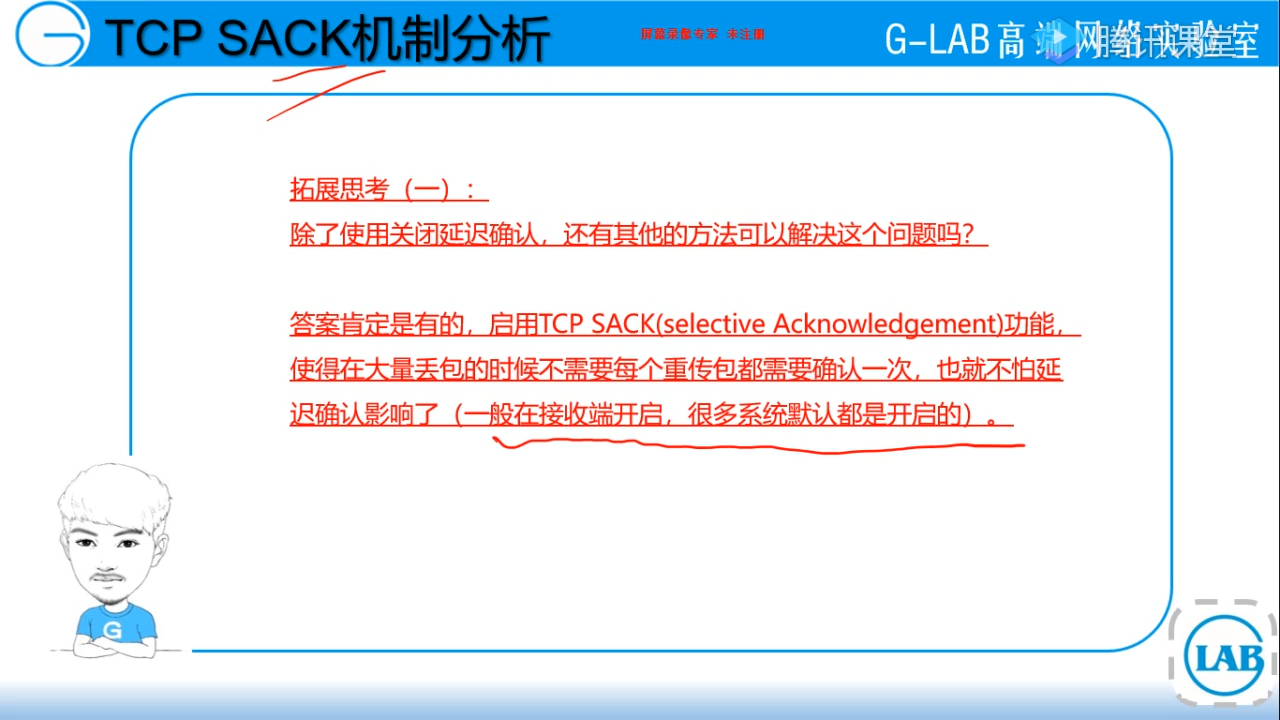 TCP SACK机制分析
屏幕录像专家 未注册
G-LAB高端网络实验室
腾讯课堂
拓展思考（一）：
除了使用关闭延迟确认，还有其他的方法可以解决这个问题吗？
答案肯定是有的，启用TCP SACK(selective Acknowledgement)功能，
使得在大量丢包的时候不需要每个重传包都需要确认一次，也就不怕延
迟确认影响了（一般在接收端开启，很多系统默认都是开启的）。
G
LAB